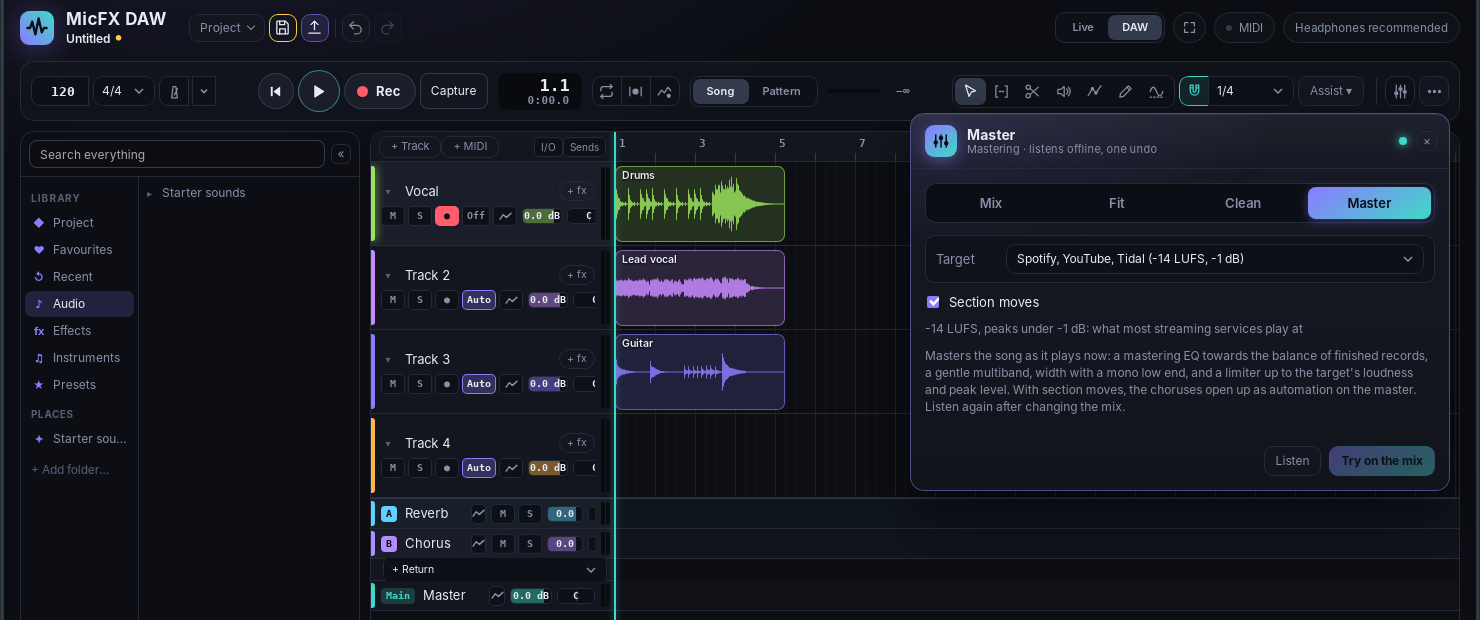 MicFX DAW
Untitled
Project
Live
DAW
MIDI
Headphones recommended
120
4/4
Rec
Capture
1.1
0:00.0
Song
Pattern
-∞
1/4
Assist ▾
Search everything
«
LIBRARY
Project
Favourites
Recent
Audio
fx Effects
Instruments
Presets
PLACES
Starter sou...
+ Add folder...
Starter sounds
+ Track
+ MIDI
I/O
Sends
1
3
5
7
Vocal
+ fx
M S Off 0.0 dB C
Drums
Track 2
+ fx
M S Auto 0.0 dB
Lead vocal
Track 3
+ fx
M S Auto 0.0 dB
Guitar
Track 4
+ fx
M S Auto 0.0 dB
A Reverb M S 0.0
B Chorus M S 0.0
+ Return
Main Master 0.0 dB C
Master
Mastering · listens offline, one undo
×
Mix
Fit
Clean
Master
Target
Spotify, YouTube, Tidal (-14 LUFS, -1 dB)
Section moves
-14 LUFS, peaks under -1 dB: what most streaming services play at
Masters the song as it plays now: a mastering EQ towards the balance of finished records,
a gentle multiband, width with a mono low end, and a limiter up to the target's loudness
and peak level. With section moves, the choruses open up as automation on the master.
Listen again after changing the mix.
Listen
Try on the mix